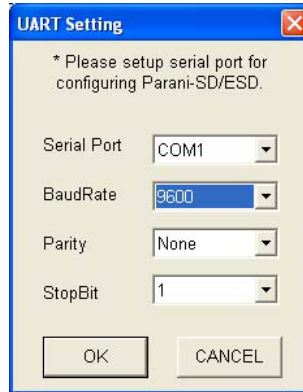 UART Setting
* Please setup serial port for
configuring Parani-SD/ESD.
Serial Port COM1
BaudRate 9600
Parity None
StopBit 1
OK CANCEL